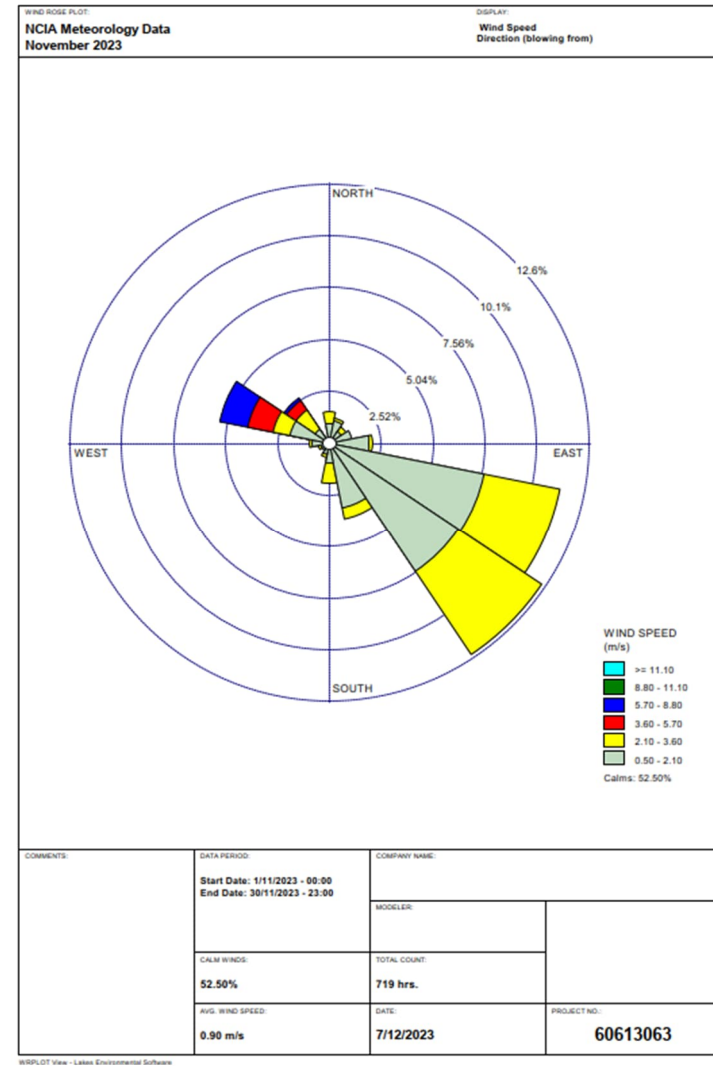 WIND ROSE PLOT:
NCIA Meteorology Data
November 2023
DISPLAY:
Wind Speed
Direction (blowing from)
NORTH
12.6%
10.1%
7.56%
5.04%
2.52%
WEST
EAST
SOUTH
WIND SPEED
(m/s)
>= 11.10
8.80 - 11.10
5.70 - 8.80
3.60 - 5.70
2.10 - 3.60
0.50 - 2.10
Calms: 52.50%
COMMENTS:
DATA PERIOD:
Start Date: 1/11/2023 - 00:00
End Date: 30/11/2023 - 23:00
COMPANY NAME:
MODELER:
CALM WINDS:
52.50%
TOTAL COUNT:
719 hrs.
AVG. WIND SPEED:
0.90 m/s
DATE:
7/12/2023
PROJECT NO.:
60613063
WRPLOT View - Lakes Environmental Software